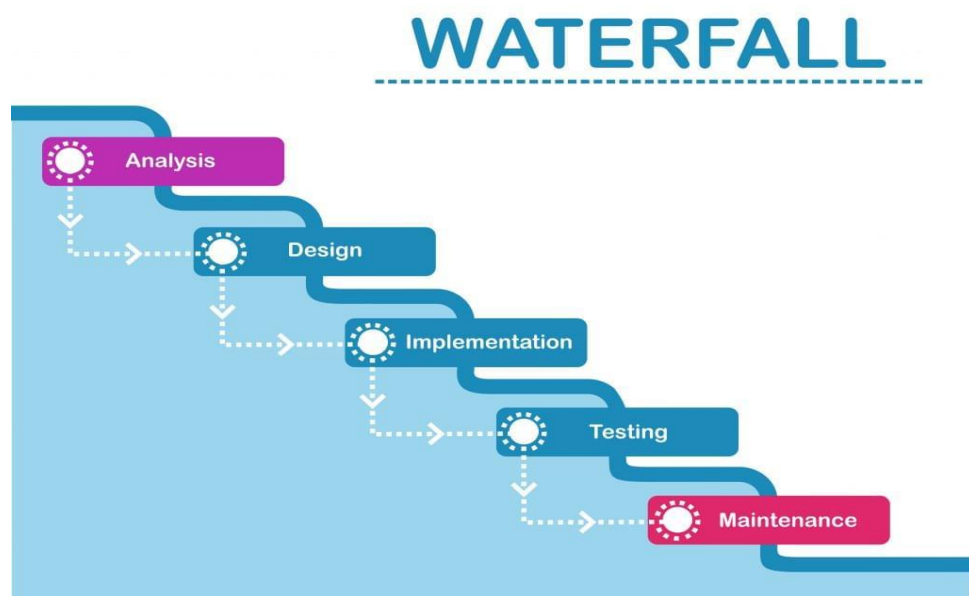 WATERFALL
Analysis
Design
Implementation
Testing
Maintenance